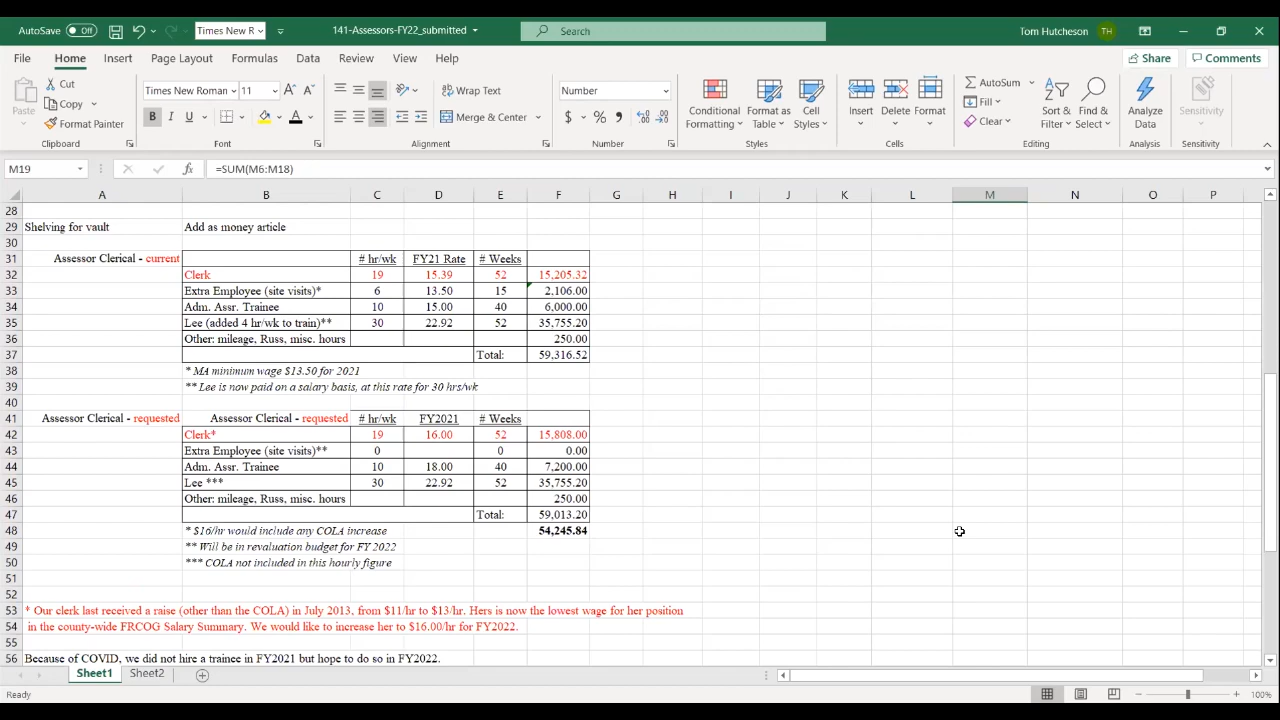 AutoSave Off Times New R 141-Assessors-FY22_submitted Search Tom Hutcheson TH
File Home Insert Draw Page Layout Formulas Data Review View Help Share Comments
Cut
Copy
Format Painter
Paste
Clipboard
Times New Roman 11 A A
B I U A
Font
Wrap Text
Merge & Center
Alignment
Number
$ % 9
Number
Conditional Formatting
Format as Table
Cell Styles
Styles
Insert Delete Format
Cells
AutoSum
Fill
Clear
Sort & Filter
Find & Select
Editing
Analyze Data
Analysis
Sensitivity
Sensitivity
M19 fx =SUM(M6:M18)
A B C D E F G H I J K L M N O P
28
29 Shelving for vault Add as money article
30
31 Assessor Clerical - current # hr/wk FY21 Rate # Weeks
32 Clerk 19 15.39 52 15,205.32
33 Extra Employee (site visits)* 6 13.50 15 2,106.00
34 Adm. Assr. Trainee 10 15.00 40 6,000.00
35 Lee (added 4 hr/wk to train)** 30 22.92 52 35,755.20
36 Other: mileage, Russ, misc. hours 250.00
37 Total: 59,316.52
38 * MA minimum wage $13.50 for 2021
39 ** Lee is now paid on a salary basis, at this rate for 30 hrs/wk
40
41 Assessor Clerical - requested Assessor Clerical - requested # hr/wk FY2021 # Weeks
42 Clerk* 19 16.00 52 15,808.00
43 Extra Employee (site visits)** 0 0 0.00
44 Adm. Assr. Trainee 10 18.00 40 7,200.00
45 Lee *** 30 22.92 52 35,755.20
46 Other: mileage, Russ, misc. hours 250.00
47 Total: 59,013.20
48 * $16/hr would include any COLA increase 54,245.84
49 ** Will be in revaluation budget for FY 2022
50 *** COLA not included in this hourly figure
51
52
53 * Our clerk last received a raise (other than the COLA) in July 2013, from $11/hr to $13/hr. Hers is now the lowest wage for her position
54 in the county-wide FRCOG Salary Summary. We would like to increase her to $16.00/hr for FY2022.
55
56 Because of COVID, we did not hire a trainee in FY2021 but hope to do so in FY2022.
Sheet1 Sheet2
Ready 100%